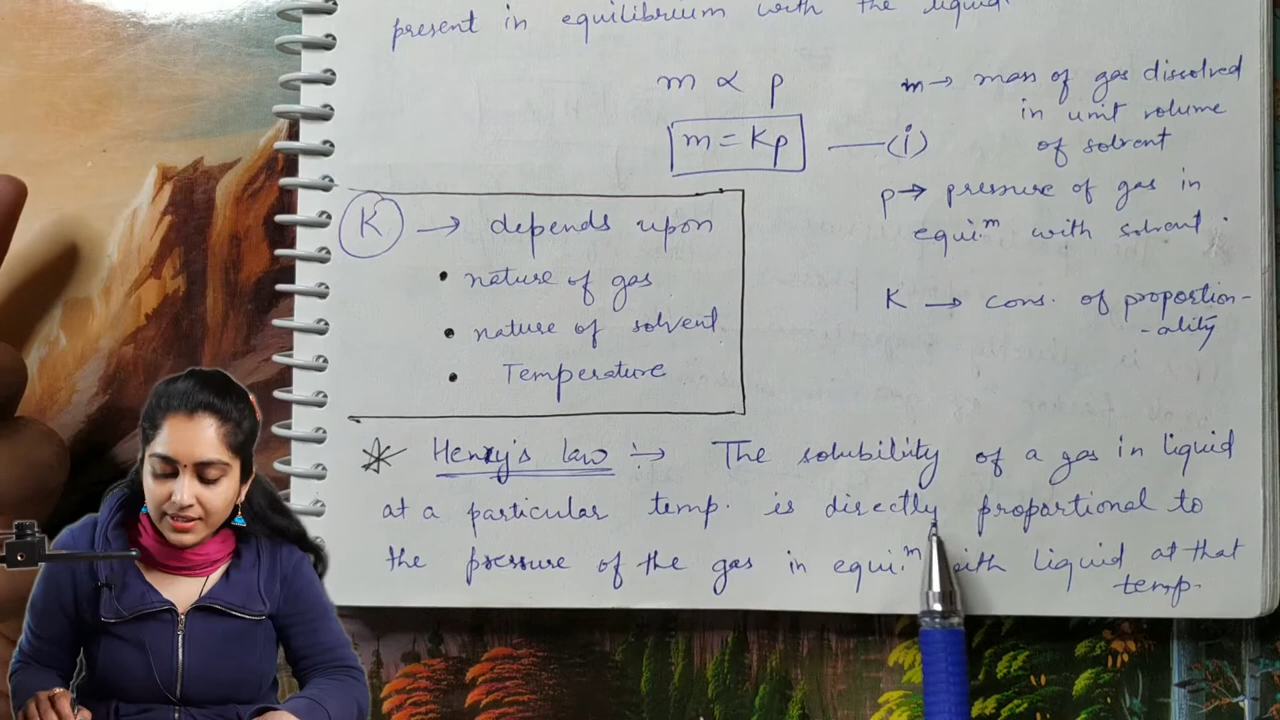 present in equilibrium with the liquid.
m ∝ p
m = Kp —(i)
m → mass of gas dissolved
in unit volume
of solvent
p → pressure of gas in
equi.ᵐ with solvent.
K → cons. of proportion-
-ality
K → depends upon
• nature of gas
• nature of solvent
• Temperature
* Henry's law :→ The solubility of a gas in liquid
at a particular temp. is directly proportional to
the pressure of the gas in equi.ᵐ with liquid at that
temp.